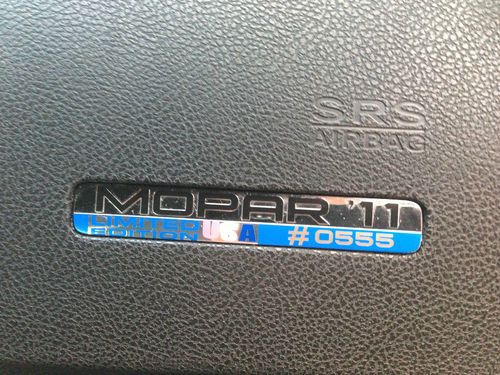 SRS
AIRBAG
MOPAR '11
LIMITED
EDITION USA # 0555